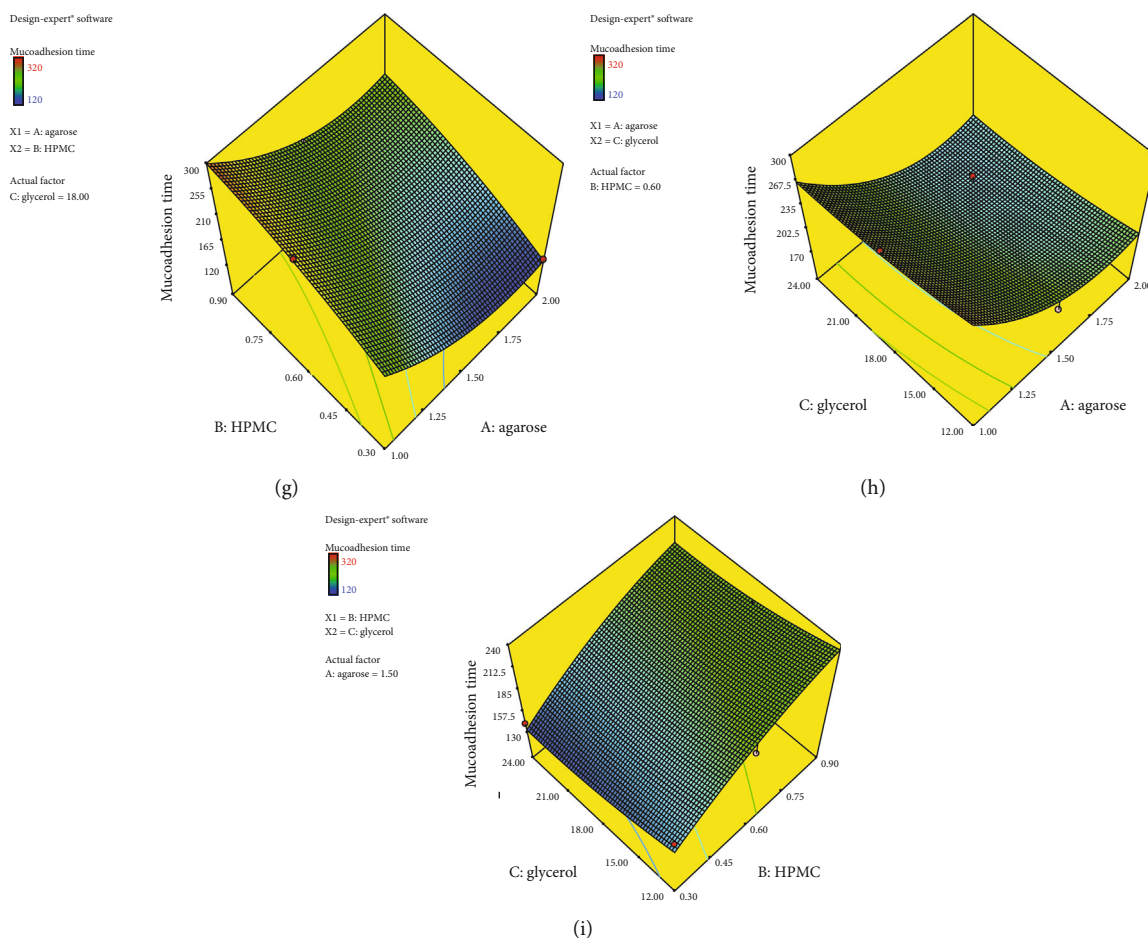 Design-expert® software
Mucoadhesion time
320
120
X1 = A: agarose
X2 = B: HPMC
Actual factor
C: glycerol = 18.00
Mucoadhesion time
300
255
210
165
120
0.90
0.75
0.60
0.45
0.30
B: HPMC
2.00
1.75
1.50
1.25
1.00
A: agarose
(g)
Design-expert® software
Mucoadhesion time
320
120
X1 = A: agarose
X2 = C: glycerol
Actual factor
B: HPMC = 0.60
Mucoadhesion time
300
267.5
235
202.5
170
24.00
21.00
18.00
15.00
12.00
C: glycerol
2.00
1.75
1.50
1.25
1.00
A: agarose
(h)
Design-expert® software
Mucoadhesion time
320
120
X1 = B: HPMC
X2 = C: glycerol
Actual factor
A: agarose = 1.50
Mucoadhesion time
240
212.5
185
157.5
130
24.00
21.00
18.00
15.00
12.00
C: glycerol
0.90
0.75
0.60
0.45
0.30
B: HPMC
(i)